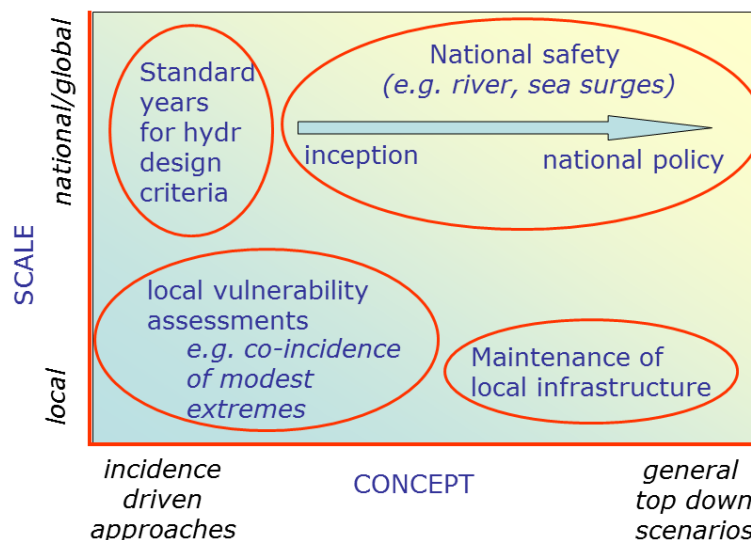 national/global
SCALE
local
Standard
years
for hydr
design
criteria
National safety
(e.g. river, sea surges)
inception
national policy
local vulnerability
assessments
e.g. co-incidence
of modest
extremes
Maintenance of
local infrastructure
incidence
driven
approaches
CONCEPT
general
top down
scenarios